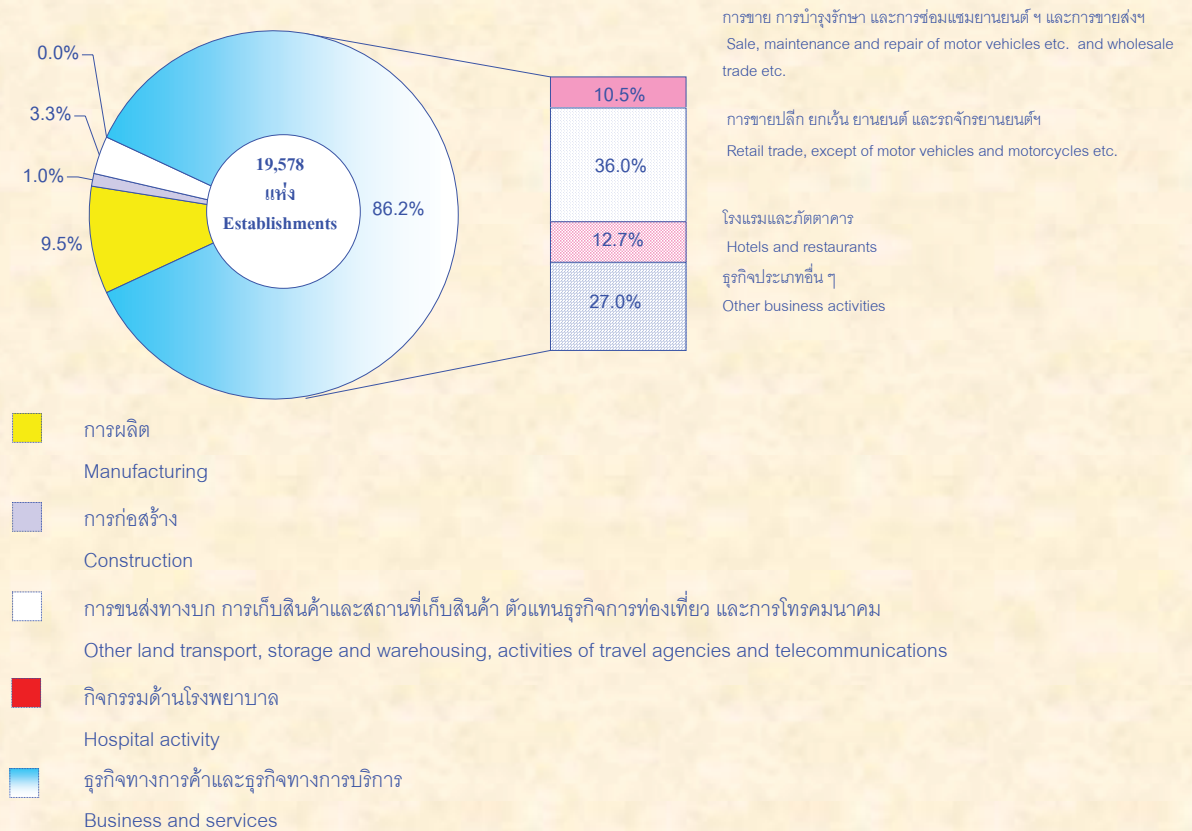 0.0%
3.3%
1.0%
9.5%
19,578
แห่ง
Establishments
86.2%
10.5%
36.0%
12.7%
27.0%
การขาย การบำรุงรักษา และการซ่อมแซมยานยนต์ ฯ และการขายส่งฯ
Sale, maintenance and repair of motor vehicles etc. and wholesale
trade etc.
การขายปลีก ยกเว้น ยานยนต์ และรถจักรยานยนต์ฯ
Retail trade, except of motor vehicles and motorcycles etc.
โรงแรมและภัตตาคาร
Hotels and restaurants
ธุรกิจประเภทอื่น ๆ
Other business activities
การผลิต
Manufacturing
การก่อสร้าง
Construction
การขนส่งทางบก การเก็บสินค้าและสถานที่เก็บสินค้า ตัวแทนธุรกิจการท่องเที่ยว และการโทรคมนาคม
Other land transport, storage and warehousing, activities of travel agencies and telecommunications
กิจกรรมด้านโรงพยาบาล
Hospital activity
ธุรกิจทางการค้าและธุรกิจทางการบริการ
Business and services